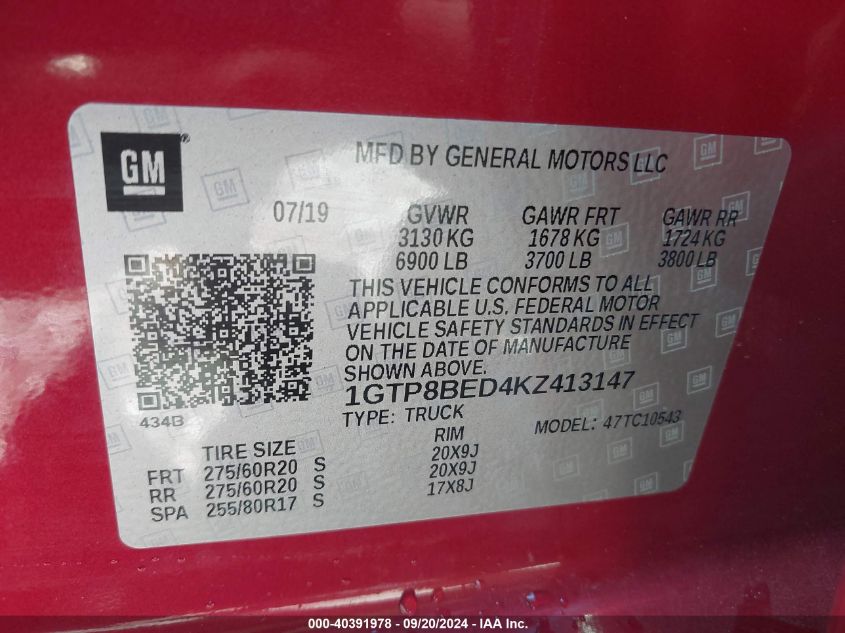 GM ®
MFD BY GENERAL MOTORS LLC
07/19 GVWR GAWR FRT GAWR RR
3130 KG 1678 KG 1724 KG
6900 LB 3700 LB 3800 LB
THIS VEHICLE CONFORMS TO ALL
APPLICABLE U.S. FEDERAL MOTOR
VEHICLE SAFETY STANDARDS IN EFFECT
ON THE DATE OF MANUFACTURE
SHOWN ABOVE.
1GTP8BED4KZ413147
434B TYPE: TRUCK MODEL: 47TC10543
TIRE SIZE RIM
FRT 275/60R20 S 20X9J
RR 275/60R20 S 20X9J
SPA 255/80R17 S 17X8J
000-40391978 - 09/20/2024 - IAAI.com